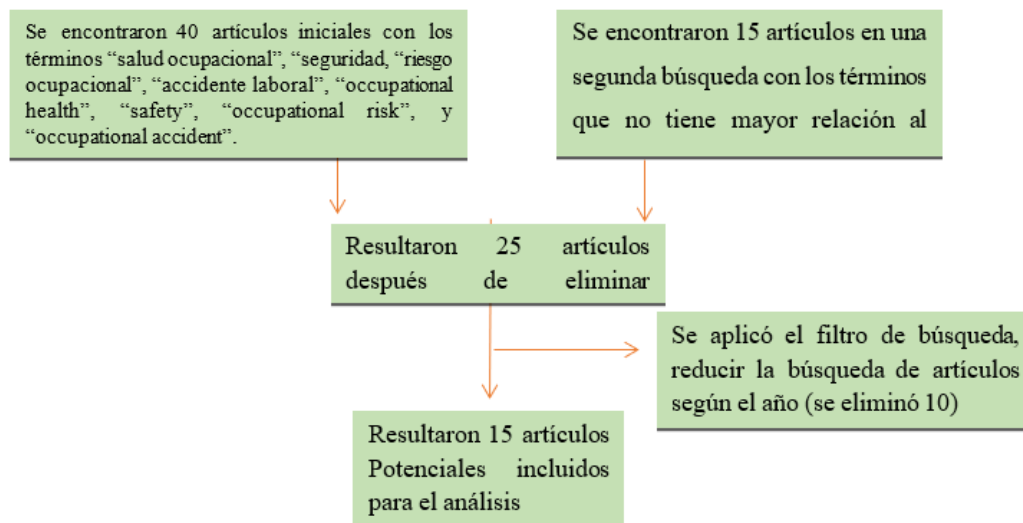 Se encontraron 40 artículos iniciales con los
términos “salud ocupacional”, “seguridad, “riesgo
ocupacional”, “accidente laboral”, “occupational
health”, “safety”, “occupational risk”, y
“occupational accident”.
Se encontraron 15 artículos en una
segunda búsqueda con los términos
que no tiene mayor relación al
Resultaron 25 artículos
después de eliminar
Se aplicó el filtro de búsqueda,
reducir la búsqueda de artículos
según el año (se eliminó 10)
Resultaron 15 artículos
Potenciales incluidos
para el análisis